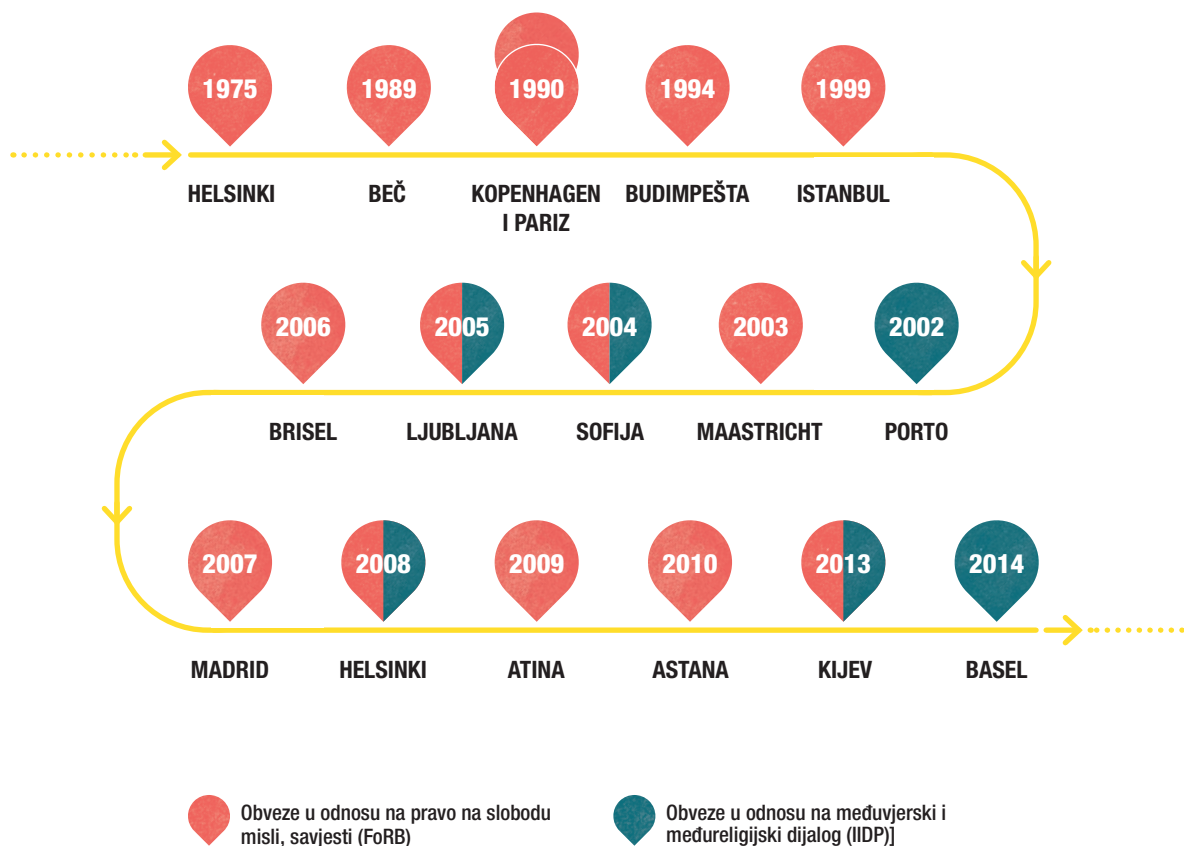 1975 1989 1990 1994 1999
HELSINKI BEČ KOPENHAGEN BUDIMPEŠTA ISTANBUL
I PARIZ
2006 2005 2004 2003 2002
BRISEL LJUBLJANA SOFIJA MAASTRICHT PORTO
2007 2008 2009 2010 2013 2014
MADRID HELSINKI ATINA ASTANA KIJEV BASEL
Obveze u odnosu na pravo na slobodu
misli, savjesti (FoRB)
Obveze u odnosu na međuvjerski i
međureligijski dijalog (IIDP)]